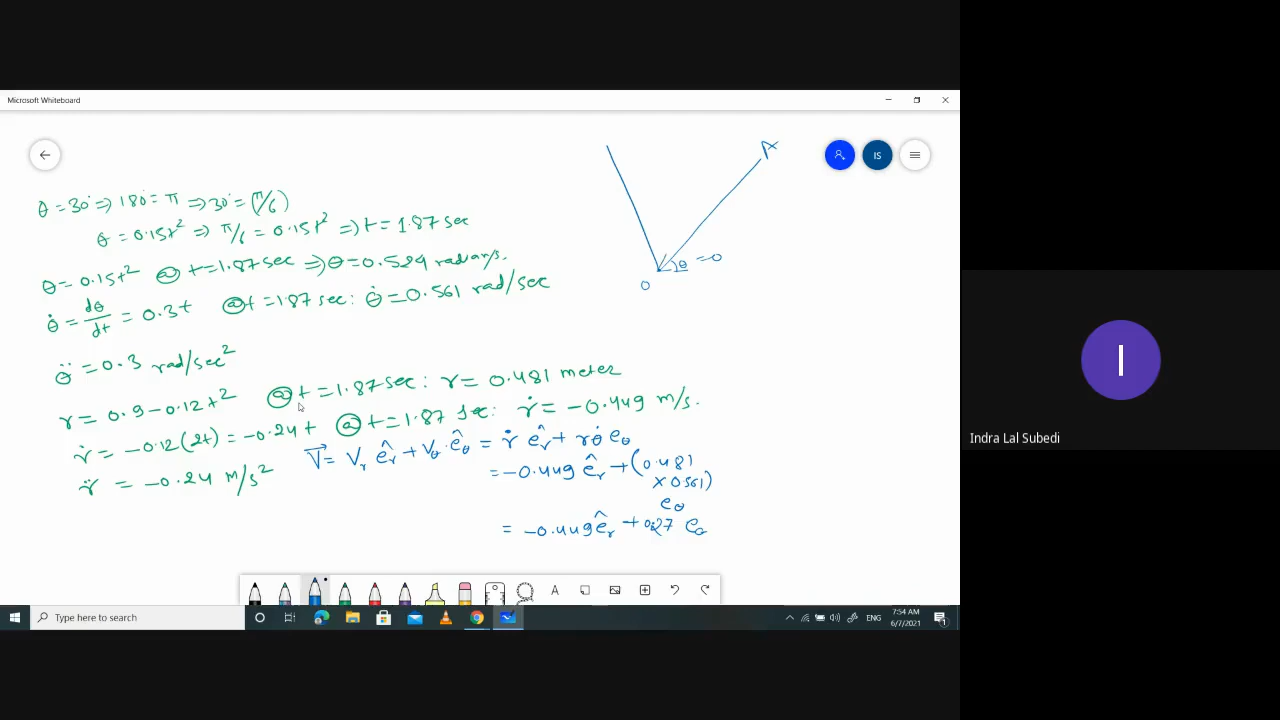 Microsoft Whiteboard
IS
θ = 30° ⇒ 180° = π ⇒ 30° = (π/6)
θ = 0.15t² ⇒ π/6 = 0.15t² ⇒ t = 1.87 sec
θ = 0.15t² @ t = 1.87 sec ⇒ θ = 0.524 radians.
θ̇ = dθ/dt = 0.3t @ t = 1.87 sec : θ̇ = 0.561 rad/sec
θ̈ = 0.3 rad/sec²
r = 0.9 - 0.12t² @ t = 1.87 sec : r = 0.481 meter
ṙ = -0.12(2t) = -0.24t @ t = 1.87 sec : ṙ = -0.449 m/s.
r̈ = -0.24 m/s²
V⃗ = Vr êr + Vθ . êθ = ṙ êr + rθ̇ eθ
= -0.449 êr + (0.481
× 0.561)
eθ
= -0.449 êr + 0.27 eθ
A
θ = 0
O
Indra Lal Subedi
I
A
Type here to search
ENG
7:54 AM
6/7/2021
1